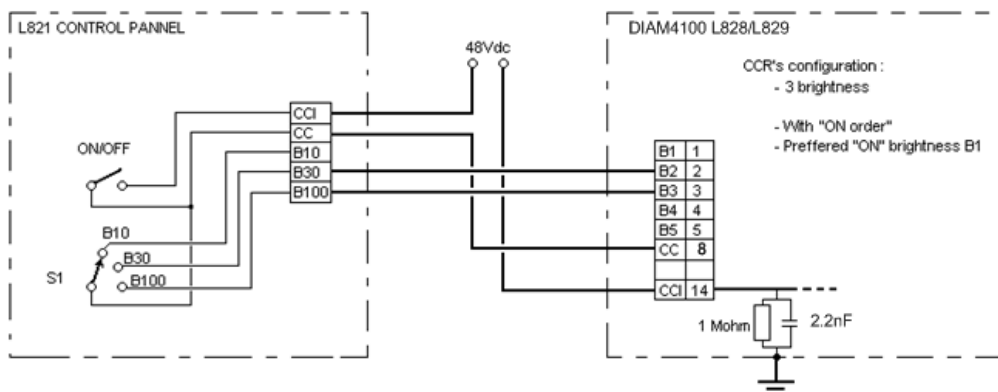 L821 CONTROL PANNEL
48Vdc
DIAM4100 L828/L829
CCR's configuration :
- 3 brightness
- With "ON order"
- Preffered "ON" brightness B1
ON/OFF
CCI
CC
B10
B30
B100
B1 1
B2 2
B3 3
B4 4
B5 5
CC 8
CCI 14
B10
B30
B100
S1
1 Mohm
2.2nF